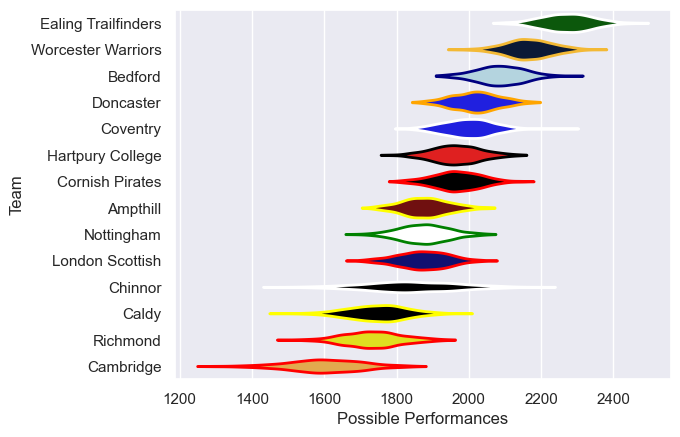 Ealing Trailfinders
Worcester Warriors
Bedford
Doncaster
Coventry
Hartpury College
Cornish Pirates
Ampthill
Nottingham
London Scottish
Chinnor
Caldy
Richmond
Cambridge
Team
1200 1400 1600 1800 2000 2200 2400
Possible Performances